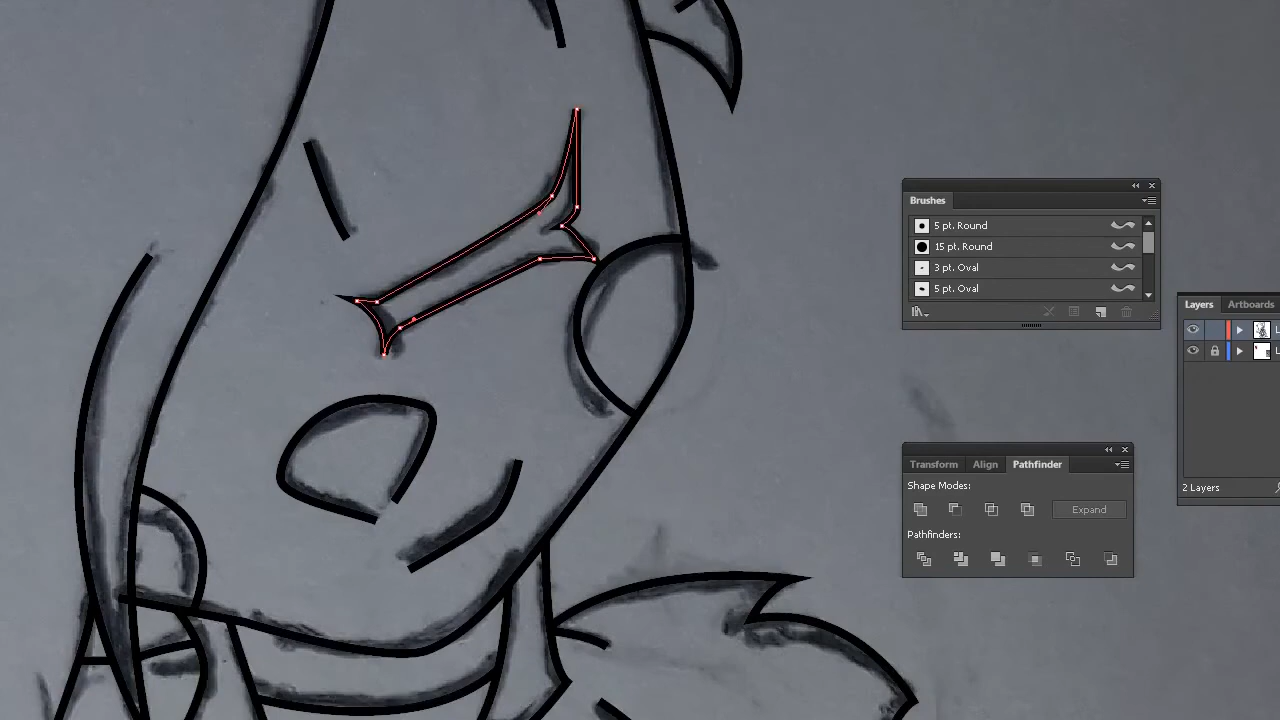 Brushes
5 pt. Round
15 pt. Round
3 pt. Oval
5 pt. Oval
Layers Artboards
L
L
2 Layers
Transform Align Pathfinder
Shape Modes:
Expand
Pathfinders: